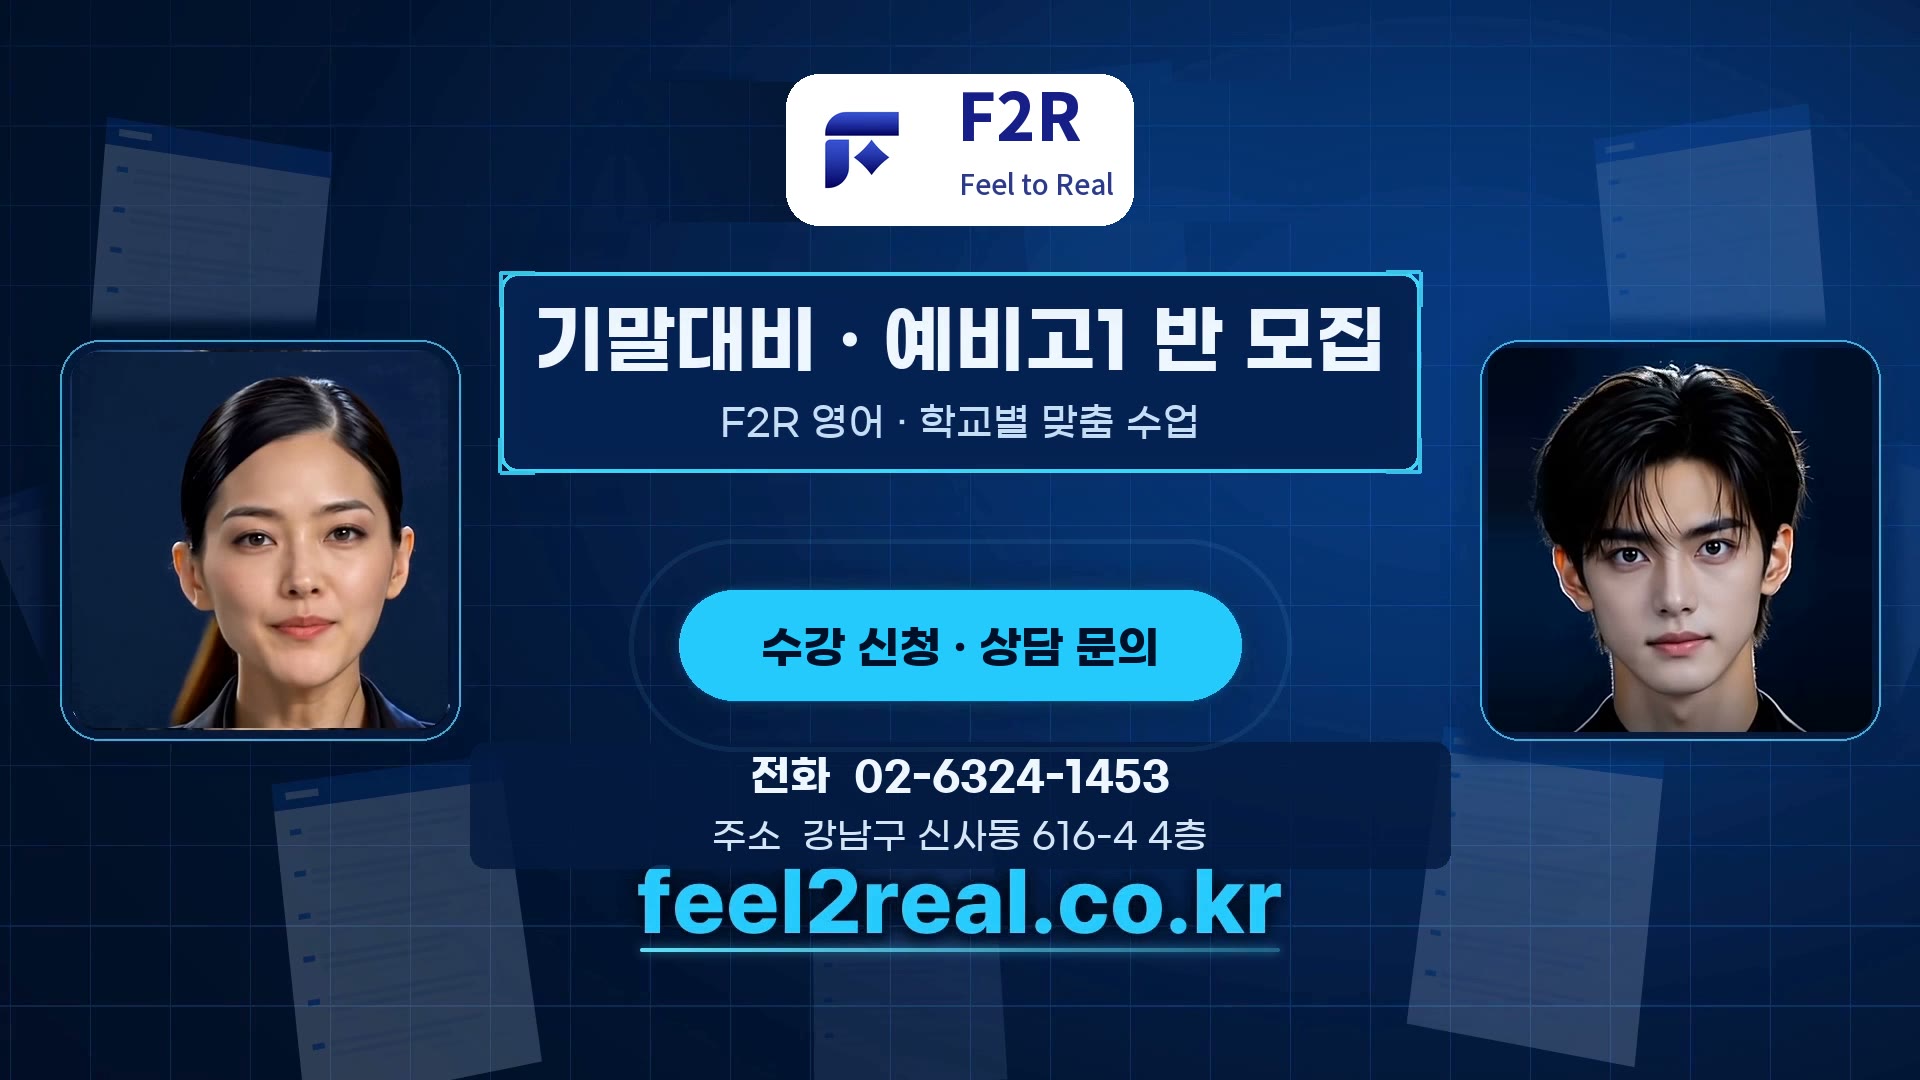 F2R
Feel to Real
기말대비 · 예비고1 반 모집
F2R 영어 · 학교별 맞춤 수업
수강 신청 · 상담 문의
전화 02-6324-1453
주소 강남구 신사동 616-4 4층
feel2real.co.kr